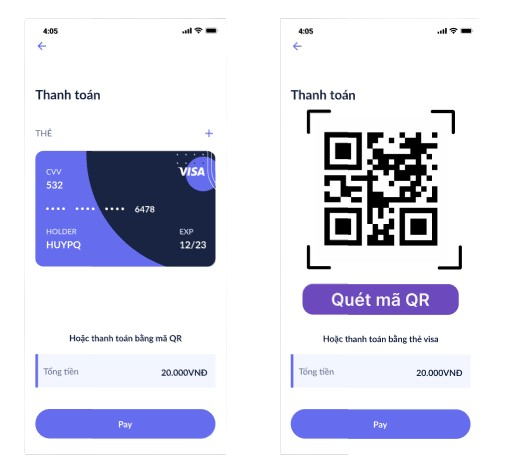 4:05
Thanh toán
THẺ +
CVV
532
VISA
•••• •••• •••• 6478
HOLDER
HUYPQ
EXP
12/23
Hoặc thanh toán bằng mã QR
Tổng tiền 20.000VNĐ
Pay
4:05
Thanh toán
Quét mã QR
Hoặc thanh toán bằng thẻ visa
Tổng tiền 20.000VNĐ
Pay